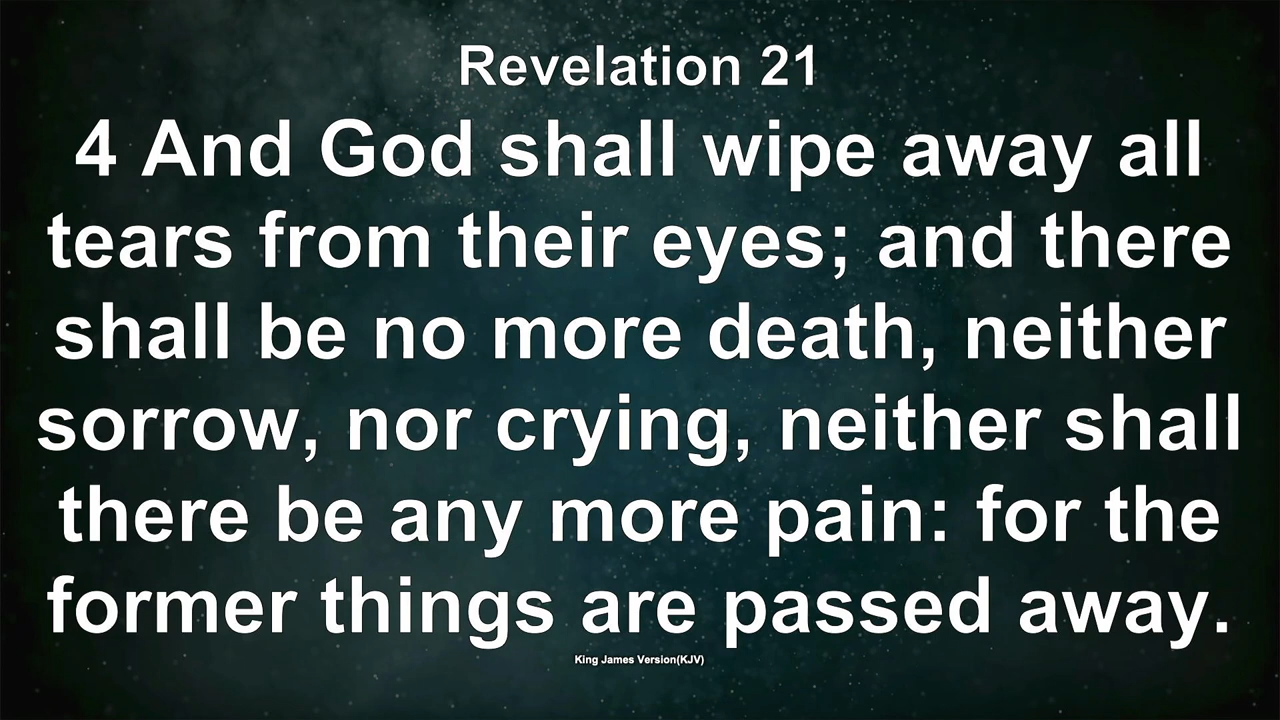 Revelation 21
4 And God shall wipe away all
tears from their eyes; and there
shall be no more death, neither
sorrow, nor crying, neither shall
there be any more pain: for the
former things are passed away.
King James Version(KJV)